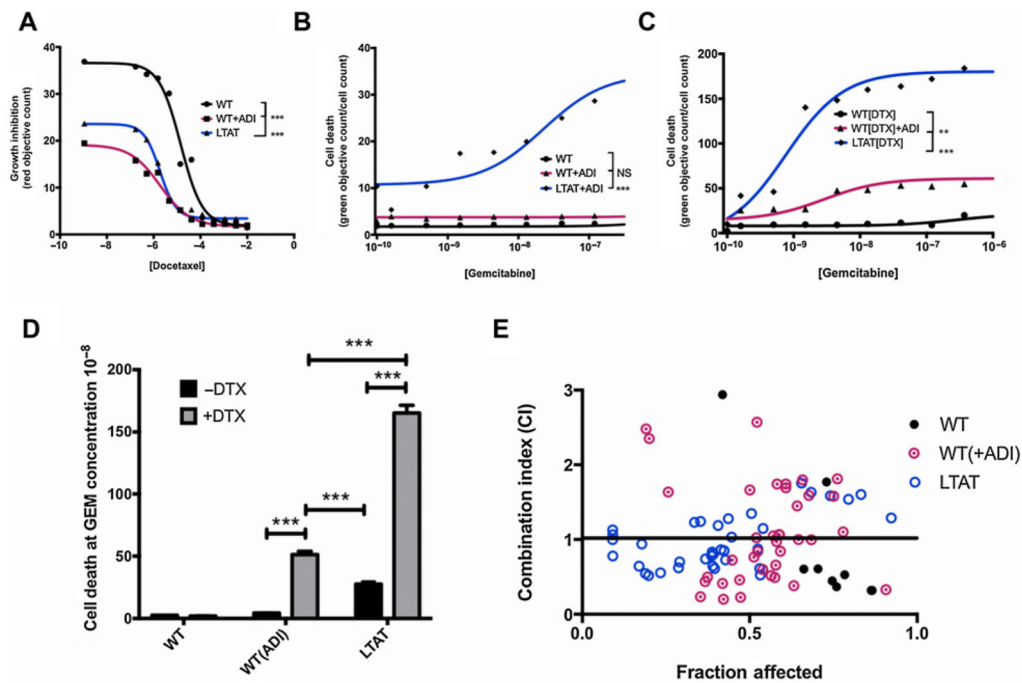 A
Growth inhibition
(red objective count)
40
30
20
10
0
−10
−8
−6
−4
−2
0
[Docetaxel]
WT
WT+ADI
LTAT
***
***
B
Cell death
(green objective count/cell count)
40
30
20
10
0
10⁻¹⁰
10⁻⁹
10⁻⁸
10⁻⁷
[Gemcitabine]
WT
WT+ADI
LTAT+ADI
NS
***
C
Cell death
(green objective count/cell count)
200
150
100
50
0
10⁻¹⁰
10⁻⁹
10⁻⁸
10⁻⁷
10⁻⁶
[Gemcitabine]
WT[DTX]
WT[DTX]+ADI
LTAT[DTX]
**
***
D
Cell death at GEM concentration 10⁻⁸
200
150
100
50
0
−DTX
+DTX
***
***
***
***
WT
WT(ADI)
LTAT
E
Combination index (CI)
3
2
1
0
0.0
0.5
1.0
Fraction affected
WT
WT(+ADI)
LTAT